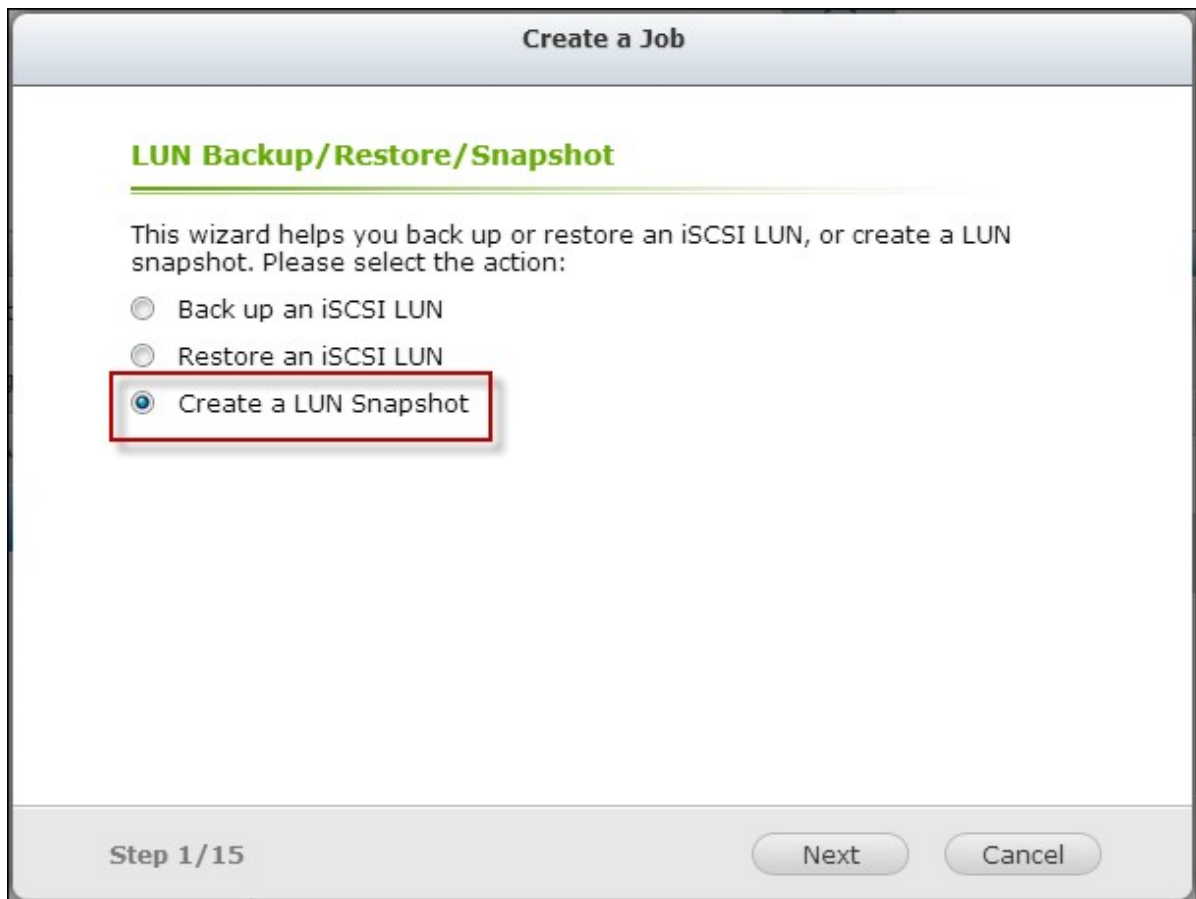 Create a Job
LUN Backup/Restore/Snapshot
This wizard helps you back up or restore an iSCSI LUN, or create a LUN
snapshot. Please select the action:
Back up an iSCSI LUN
Restore an iSCSI LUN
Create a LUN Snapshot
Step 1/15
Next
Cancel